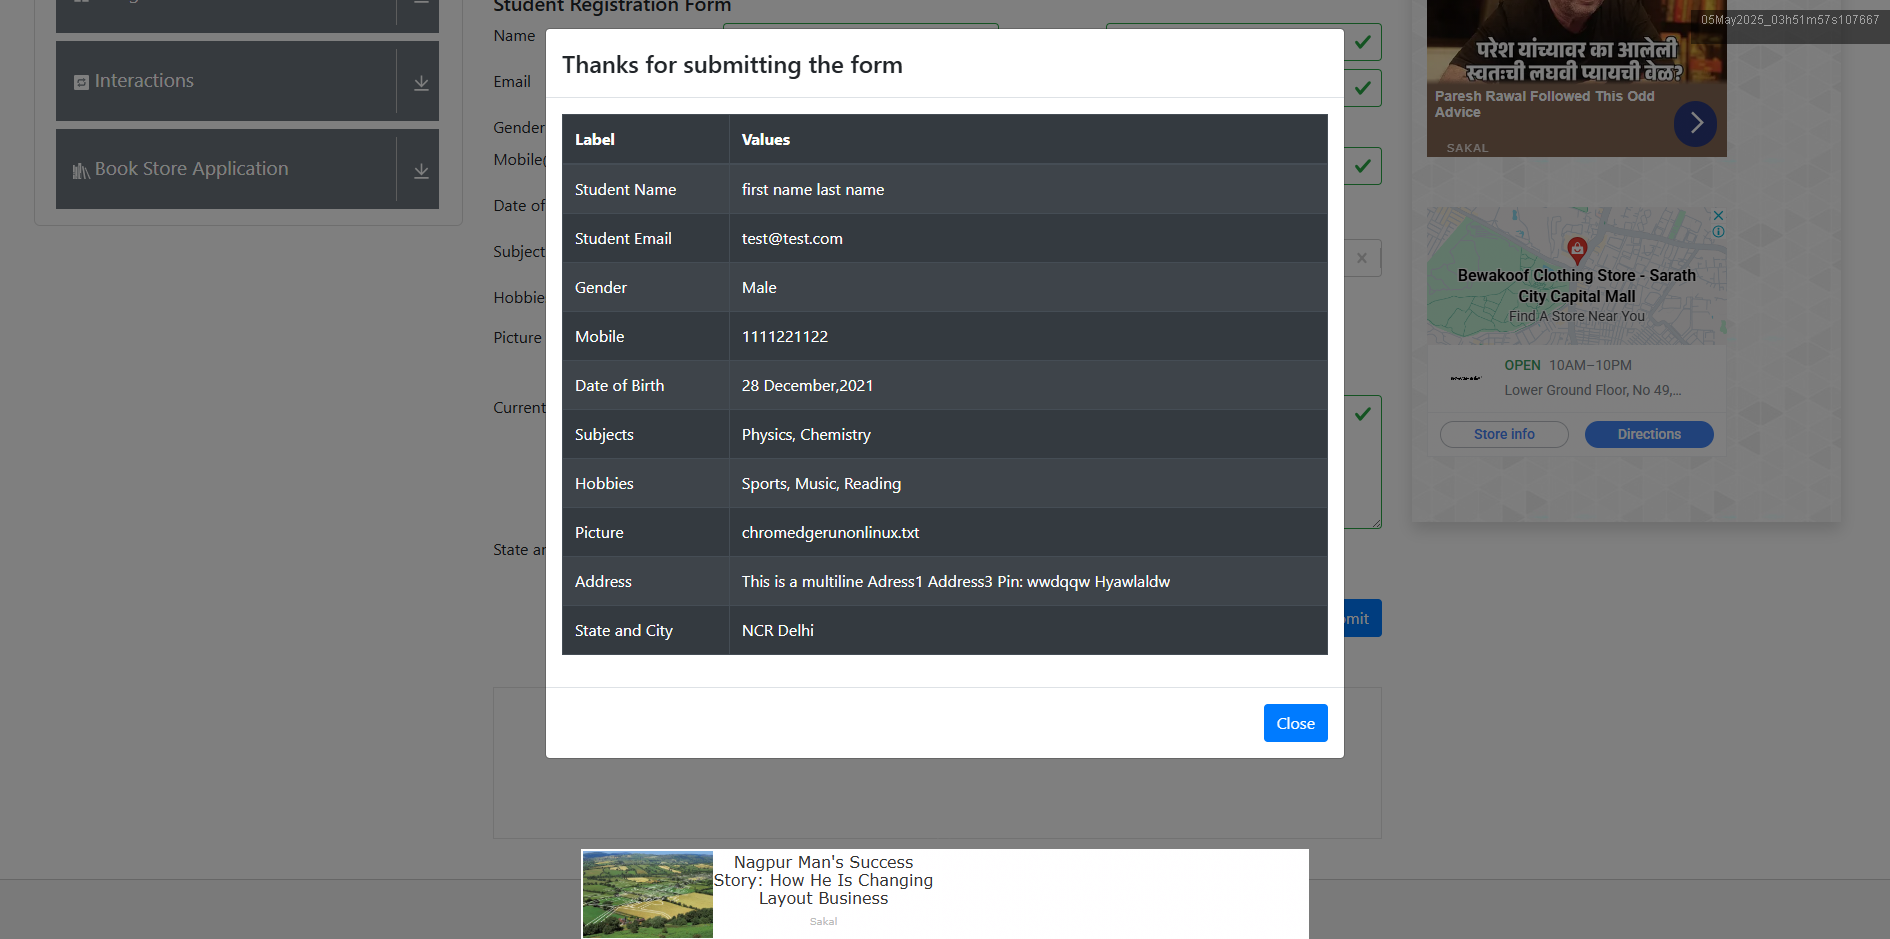 Student Registration Form
05May2025_03h51m57s107667
Name
Thanks for submitting the form
Interactions
Email
Gender
Mobile(
Book Store Application
Date of
Subject
Hobbie
Picture
Current
State ar
Label Values
Student Name first name last name
Student Email test@test.com
Gender Male
Mobile 1111221122
Date of Birth 28 December,2021
Subjects Physics, Chemistry
Hobbies Sports, Music, Reading
Picture chromedgerunonlinux.txt
Address This is a multiline Adress1 Address3 Pin: wwdqqw Hyawlaldw
State and City NCR Delhi
mit
Close
परेश यांच्यावर का आलेली
स्वतःची लघवी प्यायची वेळ?
Paresh Rawal Followed This Odd
Advice
SAKAL
Bewakoof Clothing Store - Sarath
City Capital Mall
Find A Store Near You
OPEN 10AM–10PM
Lower Ground Floor, No 49,...
Store info Directions
Nagpur Man's Success
Story: How He Is Changing
Layout Business
Sakal